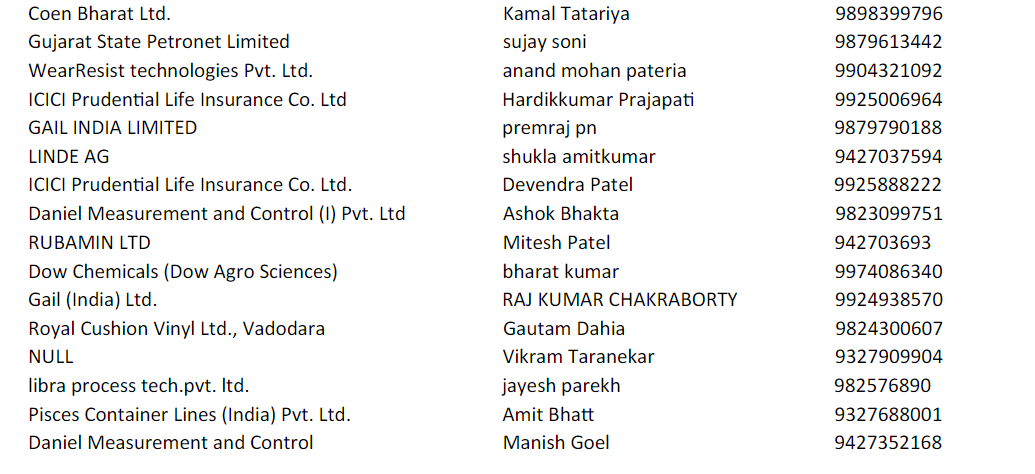 Coen Bharat Ltd. Kamal Tatariya 9898399796
Gujarat State Petronet Limited sujay soni 9879613442
WearResist technologies Pvt. Ltd. anand mohan pateria 9904321092
ICICI Prudential Life Insurance Co. Ltd Hardikkumar Prajapati 9925006964
GAIL INDIA LIMITED premraj pn 9879790188
LINDE AG shukla amitkumar 9427037594
ICICI Prudential Life Insurance Co. Ltd. Devendra Patel 9925888222
Daniel Measurement and Control (I) Pvt. Ltd Ashok Bhakta 9823099751
RUBAMIN LTD Mitesh Patel 942703693
Dow Chemicals (Dow Agro Sciences) bharat kumar 9974086340
Gail (India) Ltd. RAJ KUMAR CHAKRABORTY 9924938570
Royal Cushion Vinyl Ltd., Vadodara Gautam Dahia 9824300607
NULL Vikram Taranekar 9327909904
libra process tech.pvt. ltd. jayesh parekh 982576890
Pisces Container Lines (India) Pvt. Ltd. Amit Bhatt 9327688001
Daniel Measurement and Control Manish Goel 9427352168